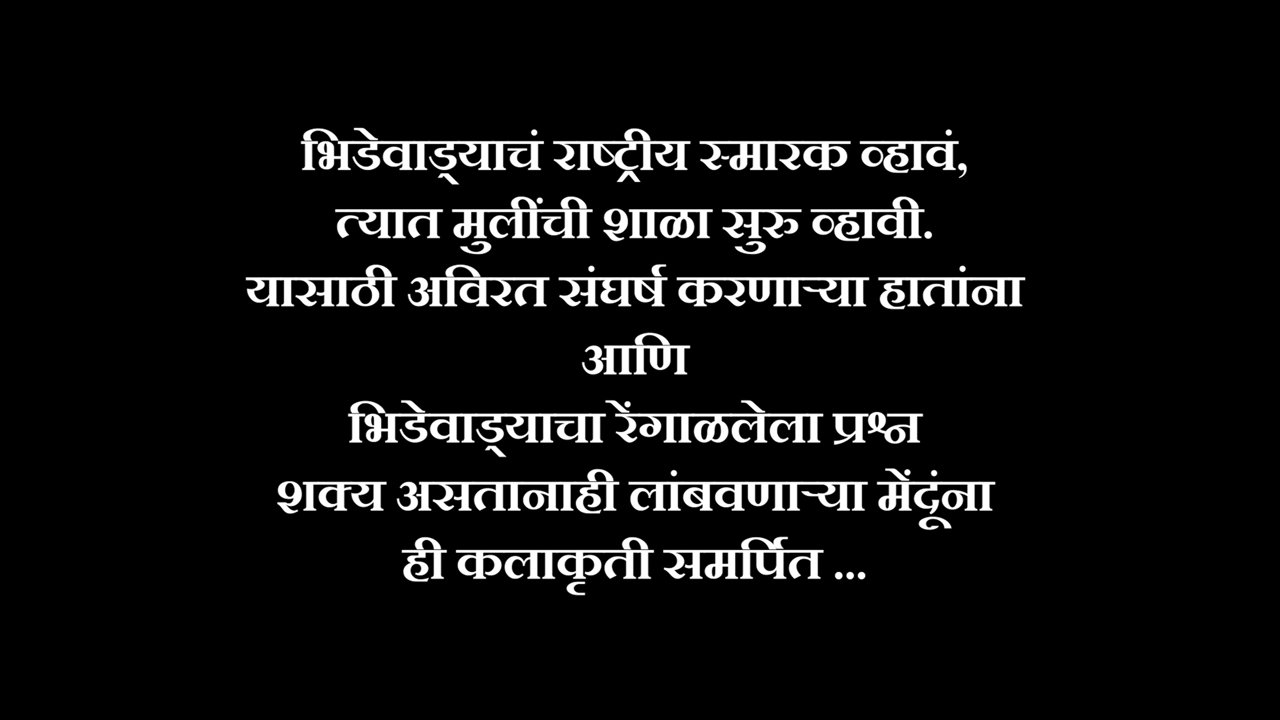 भिडेवाड्याचं राष्ट्रीय स्मारक व्हावं,
त्यात मुलींची शाळा सुरु व्हावी.
यासाठी अविरत संघर्ष करणाऱ्या हातांना
आणि
भिडेवाड्याचा रेंगाळलेला प्रश्न
शक्य असतानाही लांबवणाऱ्या मेंदूंना
ही कलाकृती समर्पित ...